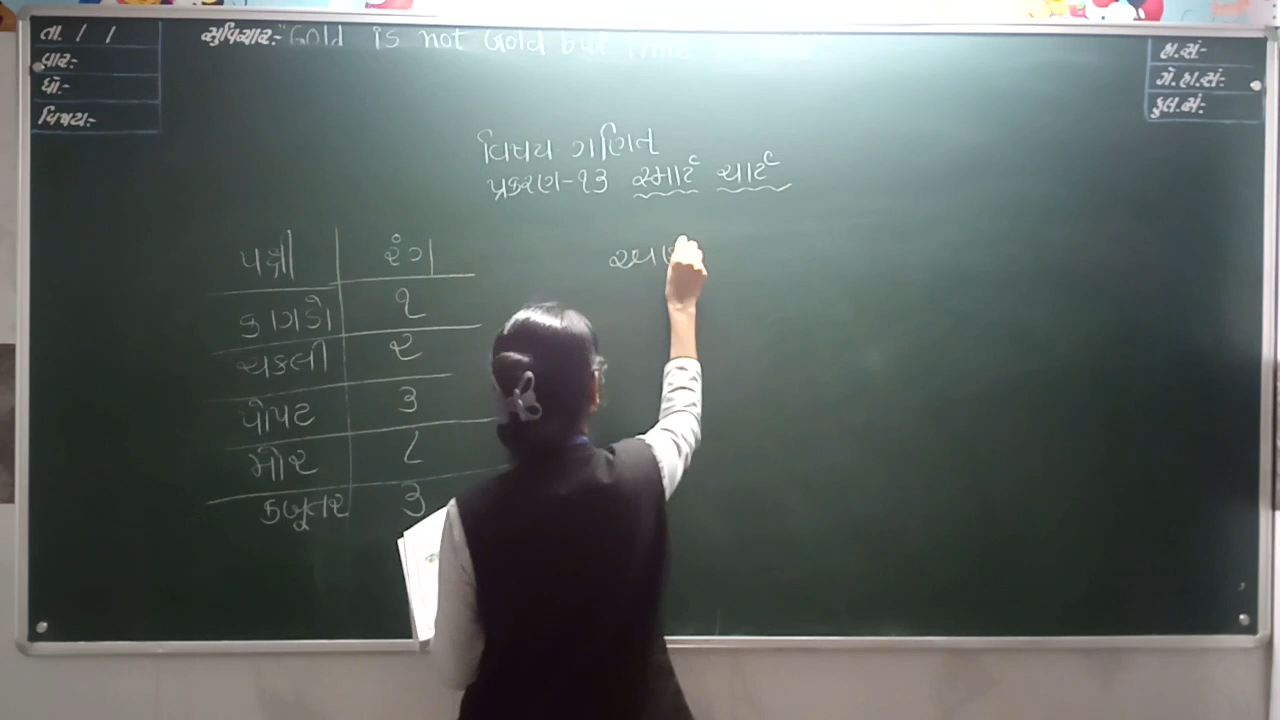 તા. / /
વાર:-
ધો:-
વિષય:-
સુવિચાર:- "Gold is not Gold but
હા.સં:-
ગે.હા.સં:-
કુલ.સં:-
વિષય ગણિત
પ્રકરણ-૧૩ સ્માર્ટ ચાર્ટ
પક્ષી રંગ
કાગડો ૧
ચકલી ૨
પોપટ ૩
મોર ૮
કબૂતર ૩